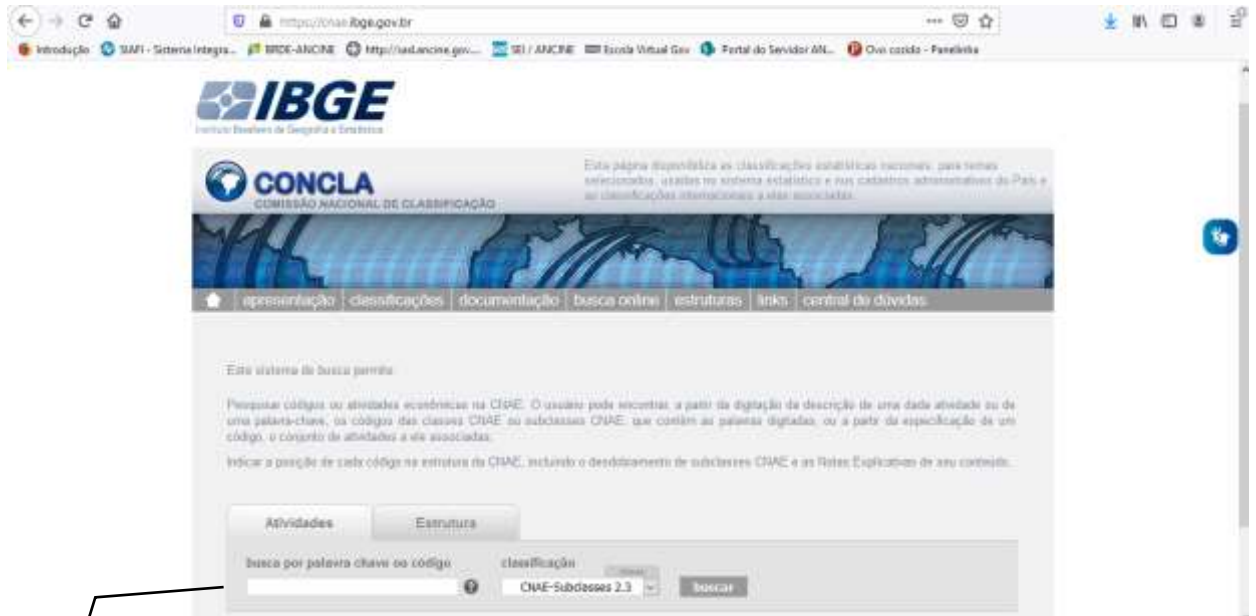 https://cnae.ibge.gov.br
Introdução SIAFI - Sistema Integra... BRDE-ANCINE SEI / ANCINE Escola Virtual Gov Portal do Servidor AN... Ovo cozido - Panelinha
IBGE
Instituto Brasileiro de Geografia e Estatística
CONCLA
COMISSÃO NACIONAL DE CLASSIFICAÇÃO
Esta página disponibiliza as classificações estatísticas nacionais, para temas
selecionados, usadas no sistema estatístico e nos cadastros administrativos do País e
as classificações internacionais a elas associadas.
apresentação classificações documentação busca online estruturas links central de dúvidas
Este sistema de busca permite:
Pesquisar códigos ou atividades econômicas na CNAE. O usuário pode encontrar, a partir da digitação da descrição de uma dada atividade ou de
uma palavra-chave, os códigos das classes CNAE ou subclasses CNAE, que contêm as palavras digitadas, ou a partir da especificação de um
código, o conjunto de atividades a ele associadas;
Indicar a posição de cada código na estrutura da CNAE, incluindo o desdobramento de subclasses CNAE e as Notas Explicativas de seu conteúdo.
Atividades Estrutura
busca por palavra chave ou código classificação
CNAE-Subclasses 2.3 buscar